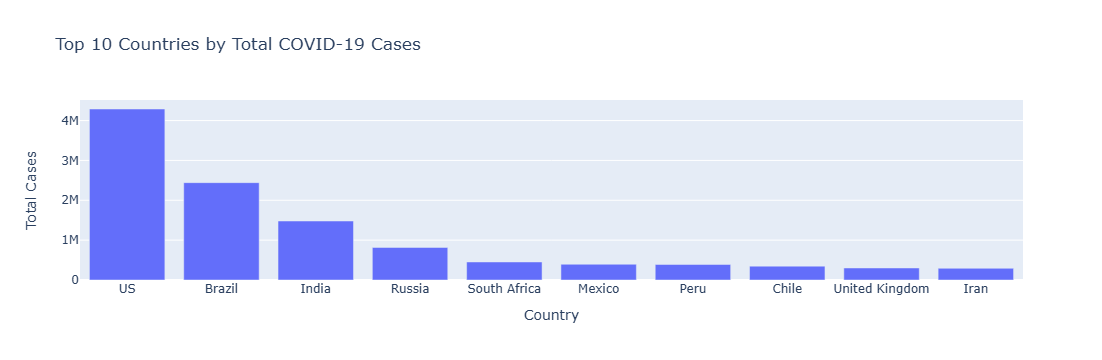 Top 10 Countries by Total COVID-19 Cases
4M
3M
2M
1M
0
Total Cases
US Brazil India Russia South Africa Mexico Peru Chile United Kingdom Iran
Country